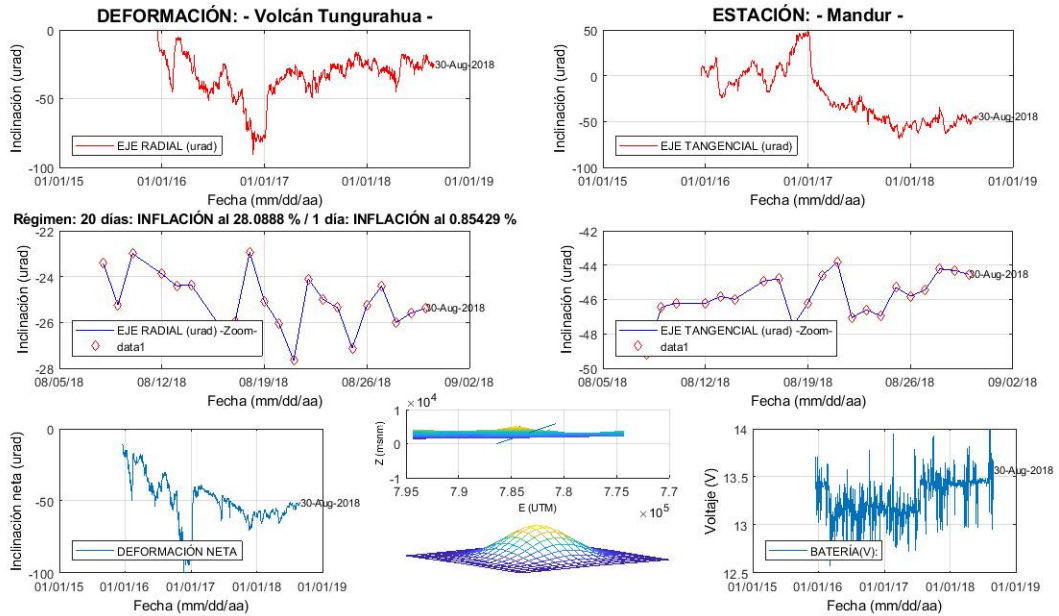 DEFORMACIÓN: - Volcán Tungurahua -
Inclinación (urad)
0
-50
-100
30-Aug-2018
EJE RADIAL (urad)
01/01/15 01/01/16 01/01/17 01/01/18 01/01/19
Fecha (mm/dd/aa)
ESTACIÓN: - Mandur -
Inclinación (urad)
50
0
-50
-100
30-Aug-2018
EJE TANGENCIAL (urad)
01/01/15 01/01/16 01/01/17 01/01/18 01/01/19
Fecha (mm/dd/aa)
Régimen: 20 días: INFLACIÓN al 28.0888 % / 1 día: INFLACIÓN al 0.85429 %
Inclinación (urad)
-22
-24
-26
-28
30-Aug-2018
EJE RADIAL (urad) -Zoom-
data1
08/05/18 08/12/18 08/19/18 08/26/18 09/02/18
Fecha (mm/dd/aa)
Inclinación (urad)
-42
-44
-46
-48
-50
30-Aug-2018
EJE TANGENCIAL (urad) -Zoom-
data1
08/05/18 08/12/18 08/19/18 08/26/18 09/02/18
Fecha (mm/dd/aa)
Inclinación neta (urad)
0
-50
-100
30-Aug-2018
DEFORMACIÓN NETA
01/01/15 01/01/16 01/01/17 01/01/18 01/01/19
Fecha (mm/dd/aa)
× 10⁴
Z (msnm)
1
0
-1
7.95 7.9 7.85 7.8 7.75 7.7
E (UTM)
× 10⁵
Voltaje (V)
14
13.5
13
12.5
30-Aug-2018
BATERÍA(V):
01/01/15 01/01/16 01/01/17 01/01/18 01/01/19
Fecha (mm/dd/aa)